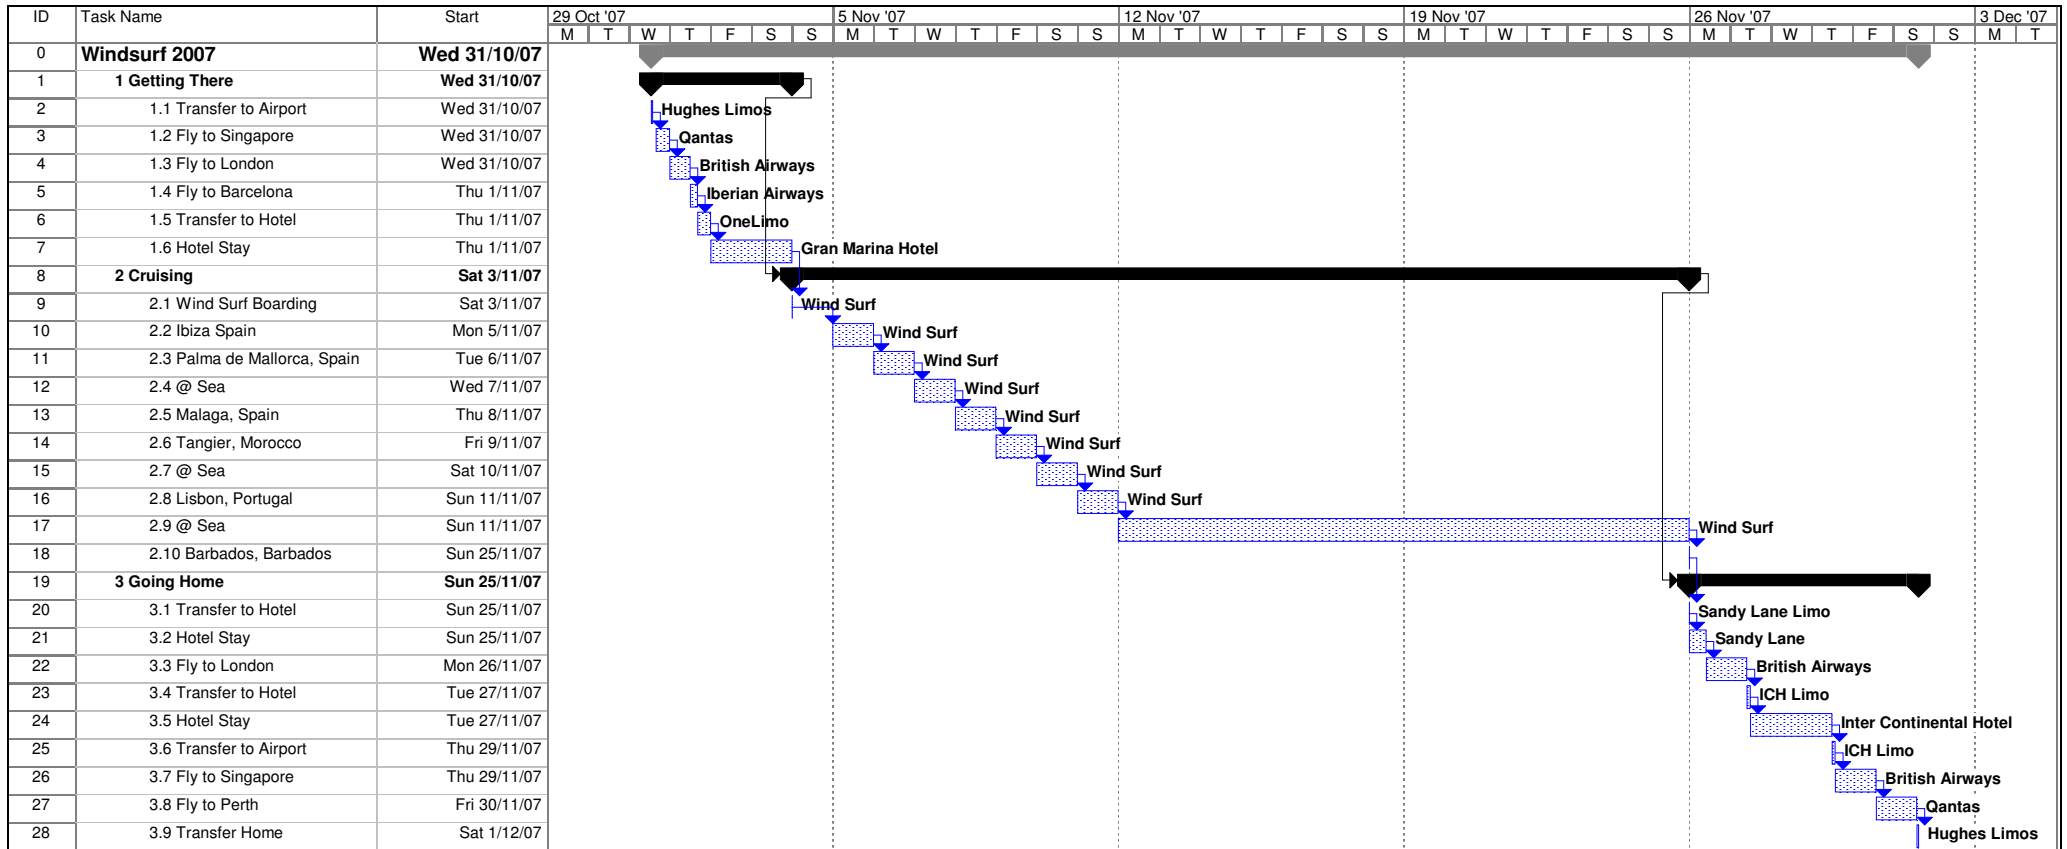 ID Task Name Start 29 Oct '07 5 Nov '07 12 Nov '07 19 Nov '07 26 Nov '07 3 Dec '07
M T W T F S S M T W T F S S M T W T F S S M T W T F S S M T W T F S S M T
0 Windsurf 2007 Wed 31/10/07
1 1 Getting There Wed 31/10/07
2 1.1 Transfer to Airport Wed 31/10/07 Hughes Limos
3 1.2 Fly to Singapore Wed 31/10/07 Qantas
4 1.3 Fly to London Wed 31/10/07 British Airways
5 1.4 Fly to Barcelona Thu 1/11/07 Iberian Airways
6 1.5 Transfer to Hotel Thu 1/11/07 OneLimo
7 1.6 Hotel Stay Thu 1/11/07 Gran Marina Hotel
8 2 Cruising Sat 3/11/07
9 2.1 Wind Surf Boarding Sat 3/11/07 Wind Surf
10 2.2 Ibiza Spain Mon 5/11/07 Wind Surf
11 2.3 Palma de Mallorca, Spain Tue 6/11/07 Wind Surf
12 2.4 @ Sea Wed 7/11/07 Wind Surf
13 2.5 Malaga, Spain Thu 8/11/07 Wind Surf
14 2.6 Tangier, Morocco Fri 9/11/07 Wind Surf
15 2.7 @ Sea Sat 10/11/07 Wind Surf
16 2.8 Lisbon, Portugal Sun 11/11/07 Wind Surf
17 2.9 @ Sea Sun 11/11/07 Wind Surf
18 2.10 Barbados, Barbados Sun 25/11/07
19 3 Going Home Sun 25/11/07
20 3.1 Transfer to Hotel Sun 25/11/07 Sandy Lane Limo
21 3.2 Hotel Stay Sun 25/11/07 Sandy Lane
22 3.3 Fly to London Mon 26/11/07 British Airways
23 3.4 Transfer to Hotel Tue 27/11/07 ICH Limo
24 3.5 Hotel Stay Tue 27/11/07 Inter Continental Hotel
25 3.6 Transfer to Airport Thu 29/11/07 ICH Limo
26 3.7 Fly to Singapore Thu 29/11/07 British Airways
27 3.8 Fly to Perth Fri 30/11/07 Qantas
28 3.9 Transfer Home Sat 1/12/07 Hughes Limos